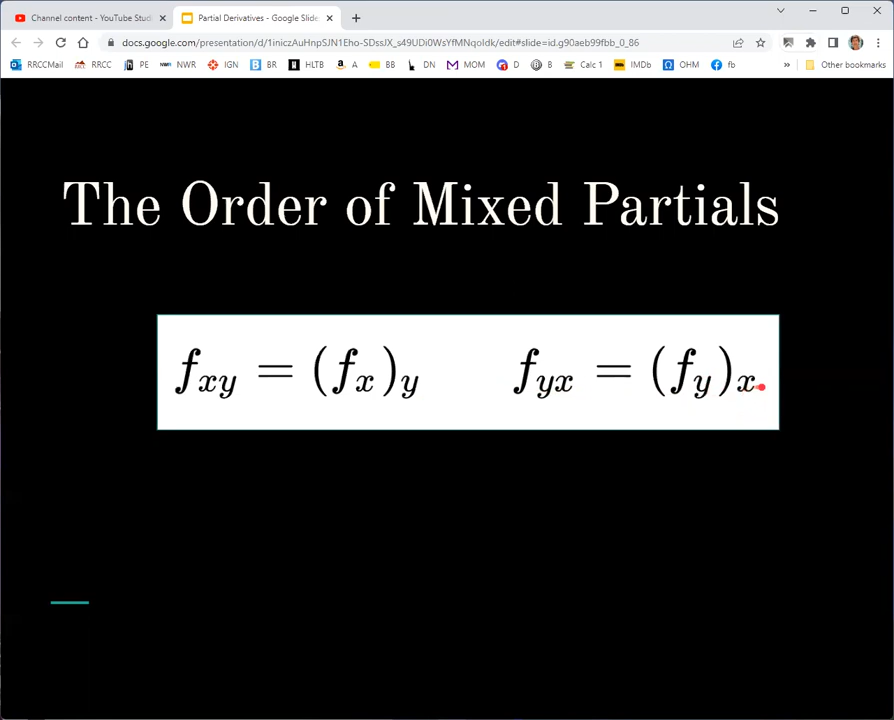 Channel content - YouTube Studi
Partial Derivatives - Google Slide
docs.google.com/presentation/d/1iniczAuHnpSJN1Eho-SDssJX_s49UDi0WsYfMNqoIdk/edit#slide=id.g90aeb99fbb_0_86
RRCCMail RRCC PE NWR IGN BR HLTB A BB DN MOM D B Calc 1 IMDb OHM fb » Other bookmarks
The Order of Mixed Partials
f_{xy} = (f_x)_y f_{yx} = (f_y)_x